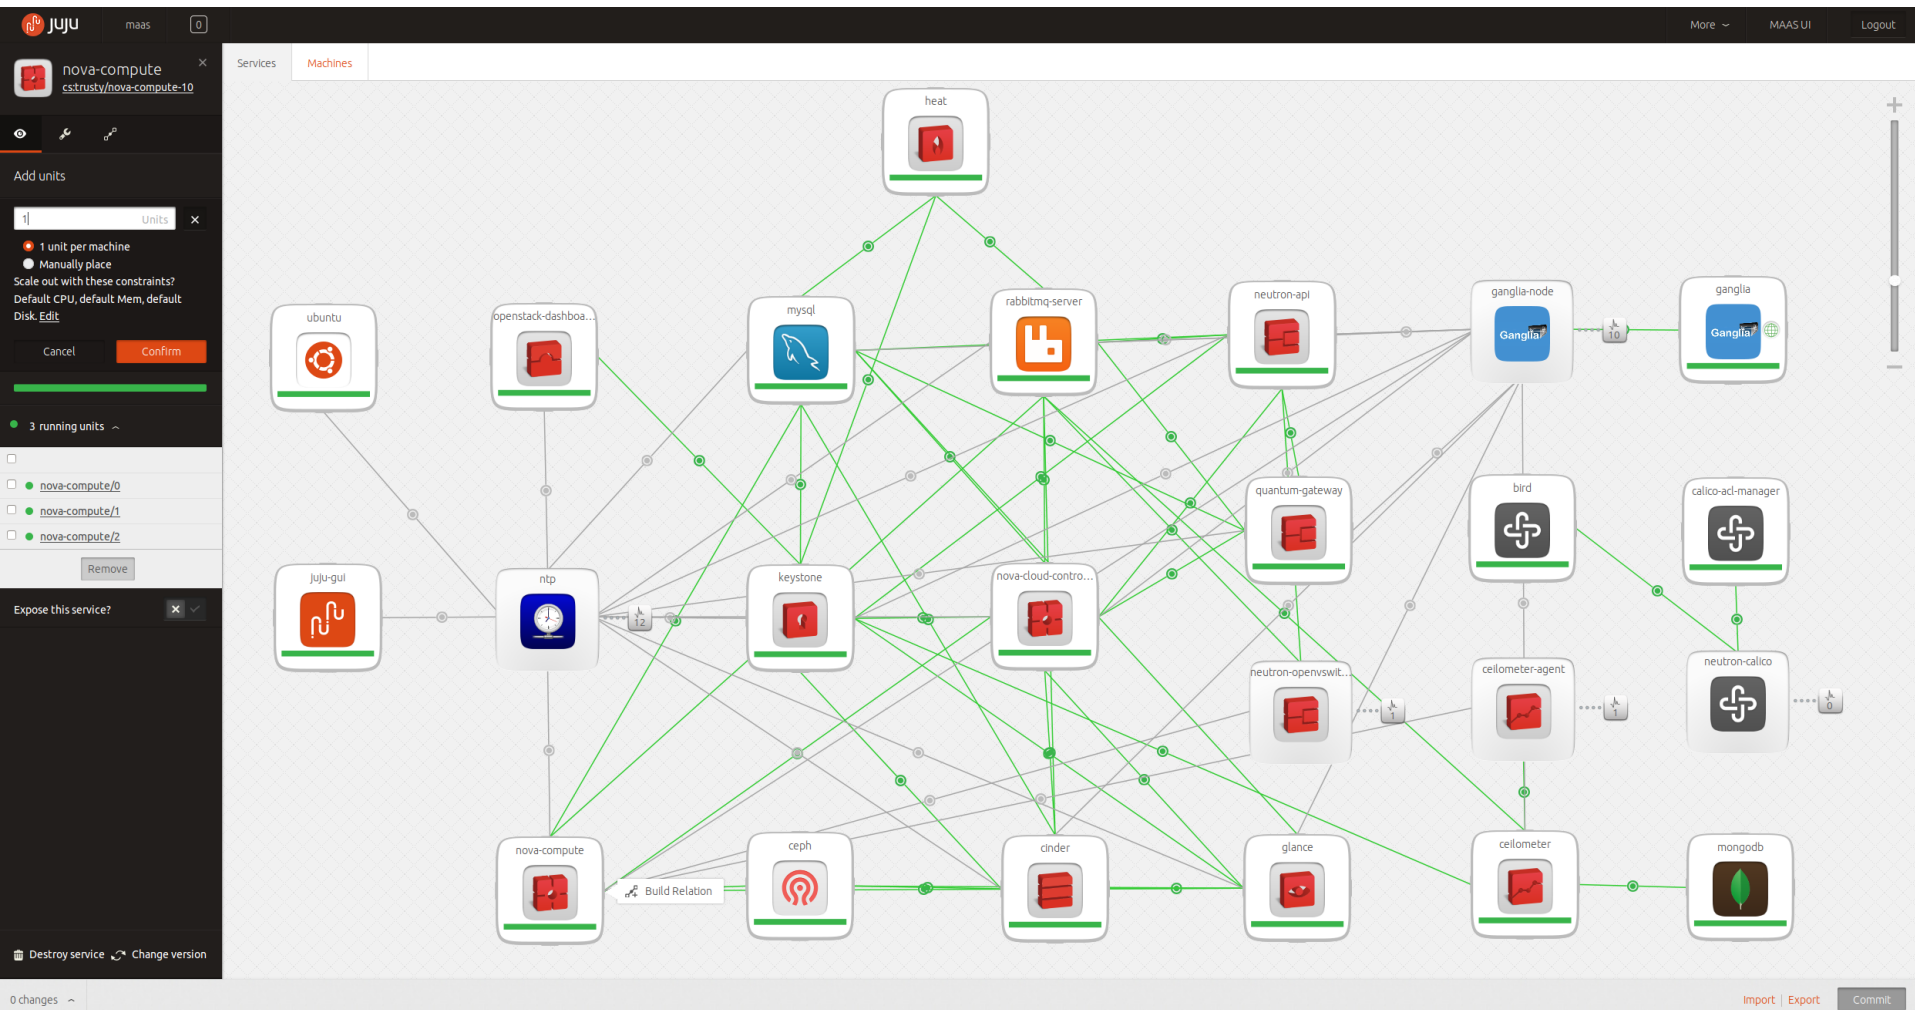 juju maas 0 More MAAS UI Logout
nova-compute
cs:trusty/nova-compute-10
Services Machines
Add units
1 Units
1 unit per machine
Manually place
Scale out with these constraints?
Default CPU, default Mem, default
Disk. Edit
Cancel Confirm
3 running units
nova-compute/0
nova-compute/1
nova-compute/2
Remove
Expose this service?
Destroy service Change version
0 changes
heat
ubuntu
openstack-dashboa...
mysql
rabbitmq-server
neutron-api
ganglia-node
Ganglia
10
ganglia
Ganglia
quantum-gateway
bird
calico-acl-manager
juju-gui
ntp
12
keystone
nova-cloud-contro...
neutron-openvswit...
1
ceilometer-agent
1
neutron-calico
0
nova-compute
Build Relation
ceph
cinder
glance
ceilometer
mongodb
Import | Export Commit